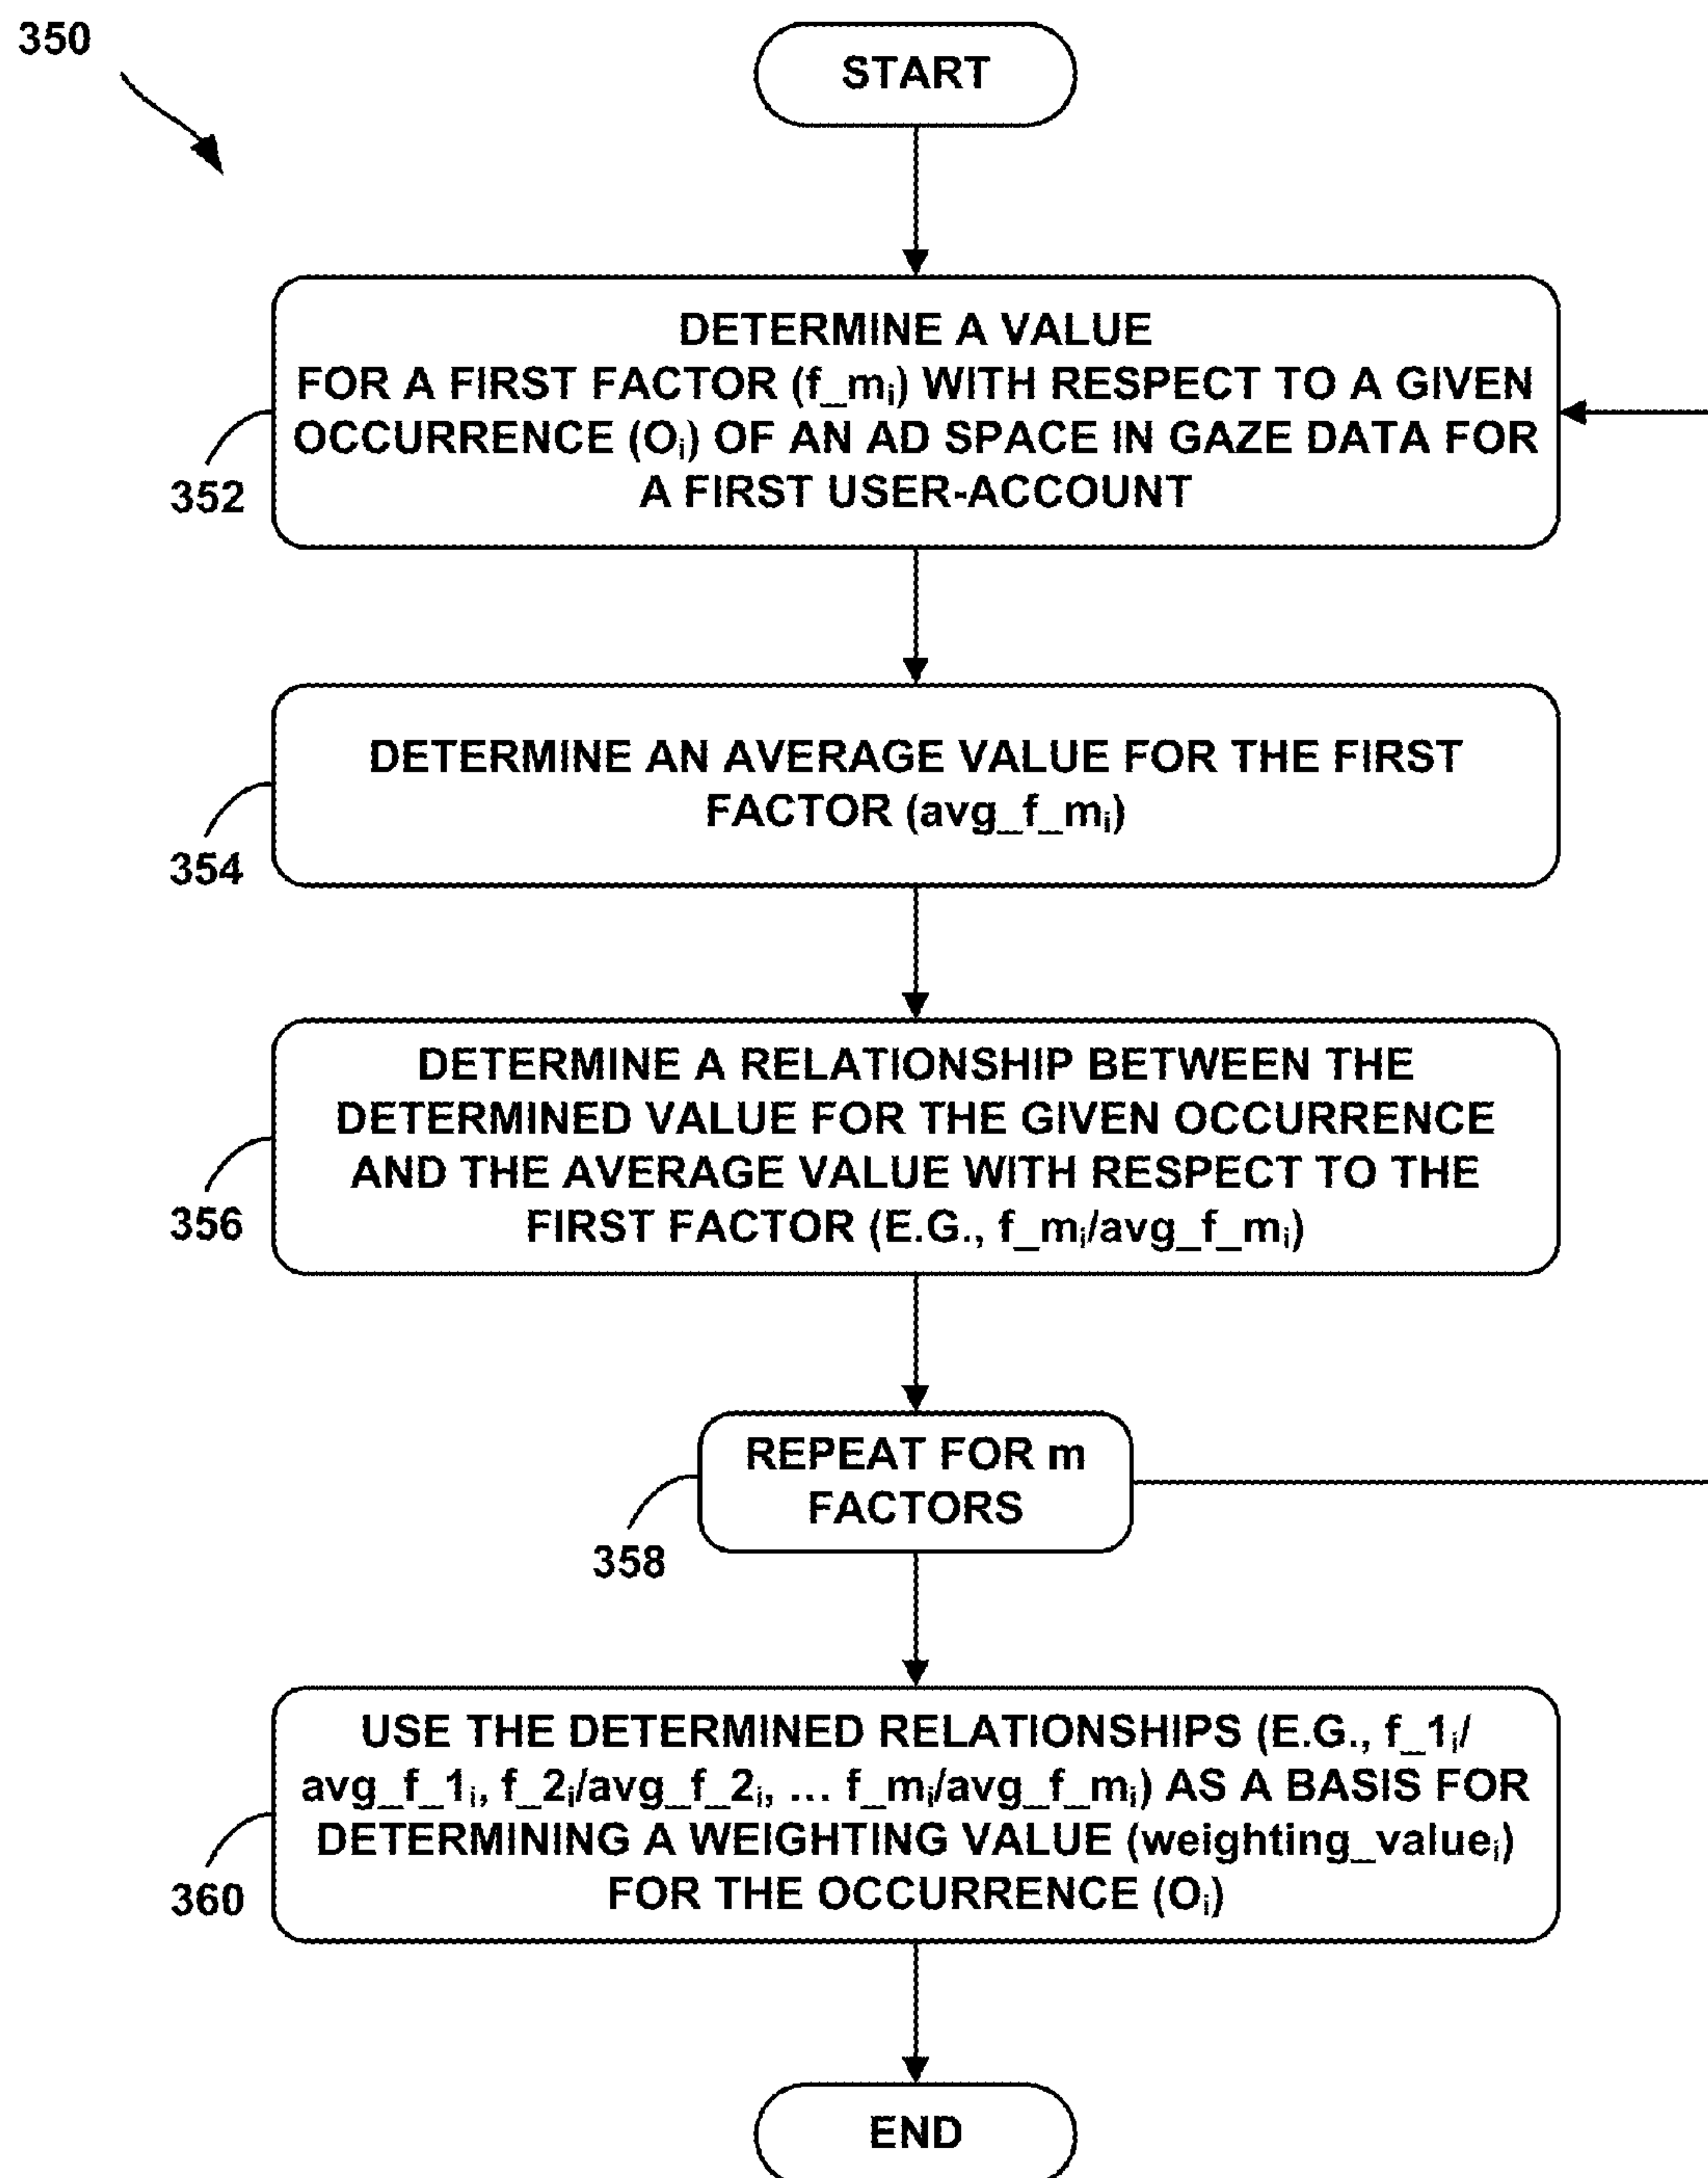 350
START
DETERMINE A VALUE
FOR A FIRST FACTOR (f_mᵢ) WITH RESPECT TO A GIVEN
OCCURRENCE (Oᵢ) OF AN AD SPACE IN GAZE DATA FOR
A FIRST USER-ACCOUNT
352
DETERMINE AN AVERAGE VALUE FOR THE FIRST
FACTOR (avg_f_mᵢ)
354
DETERMINE A RELATIONSHIP BETWEEN THE
DETERMINED VALUE FOR THE GIVEN OCCURRENCE
AND THE AVERAGE VALUE WITH RESPECT TO THE
FIRST FACTOR (E.G., f_mᵢ/avg_f_mᵢ)
356
REPEAT FOR m
FACTORS
358
USE THE DETERMINED RELATIONSHIPS (E.G., f_1ᵢ/
avg_f_1ᵢ, f_2ᵢ/avg_f_2ᵢ, ... f_mᵢ/avg_f_mᵢ) AS A BASIS FOR
DETERMINING A WEIGHTING VALUE (weighting_valueᵢ)
FOR THE OCCURRENCE (Oᵢ)
360
END